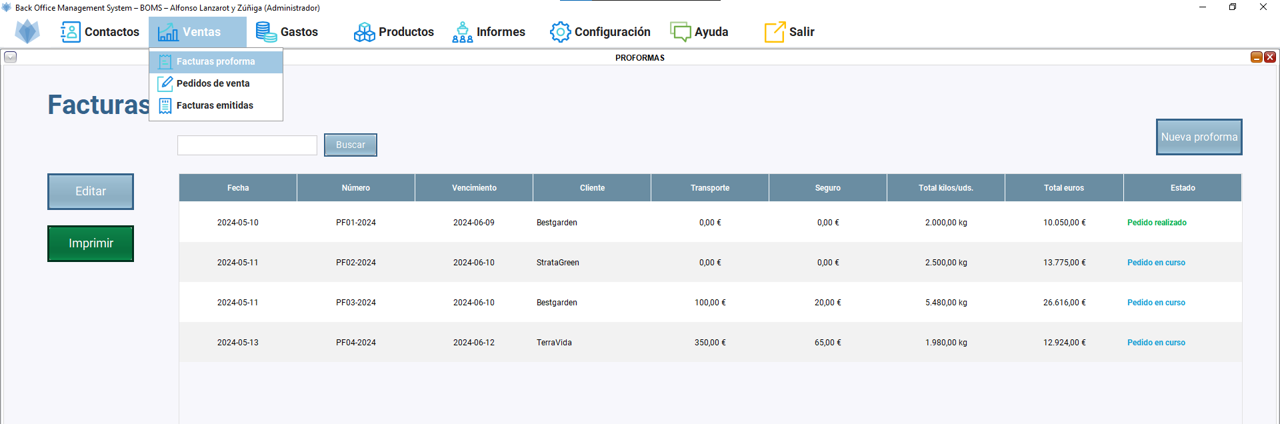 Back Office Management System – BOMS – Alfonso Lanzarot y Zúñiga (Administrador)
Contactos Ventas Gastos Productos Informes Configuración Ayuda Salir
PROFORMAS
Facturas proforma
Pedidos de venta
Facturas emitidas
Facturas
Buscar
Nueva proforma
Editar
Imprimir
Fecha Número Vencimiento Cliente Transporte Seguro Total kilos/uds. Total euros Estado
2024-05-10 PF01-2024 2024-06-09 Bestgarden 0,00 € 0,00 € 2.000,00 kg 10.050,00 € Pedido realizado
2024-05-11 PF02-2024 2024-06-10 StrataGreen 0,00 € 0,00 € 2.500,00 kg 13.775,00 € Pedido en curso
2024-05-11 PF03-2024 2024-06-10 Bestgarden 100,00 € 20,00 € 5.480,00 kg 26.616,00 € Pedido en curso
2024-05-13 PF04-2024 2024-06-12 TerraVida 350,00 € 65,00 € 1.980,00 kg 12.924,00 € Pedido en curso